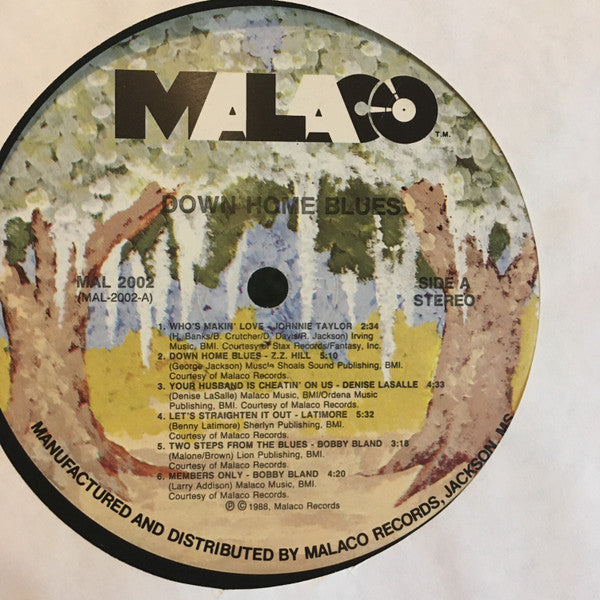 MALACO
T.M.
DOWN HOME BLUES
MAL 2002
(MAL-2002-A)
SIDE A
STEREO
1. WHO'S MAKIN' LOVE - JOHNNIE TAYLOR 2:34
(H. Banks/B. Crutcher/D. Davis/R. Jackson) Irving
Music, BMI. Courtesy of Stax Records/Fantasy, Inc.
2. DOWN HOME BLUES - Z.Z. HILL 5:10
(George Jackson) Muscle Shoals Sound Publishing, BMI.
Courtesy of Malaco Records.
3. YOUR HUSBAND IS CHEATIN' ON US - DENISE LASALLE 4:33
(Denise LaSalle) Malaco Music, BMI/Ordena Music
Publishing, BMI. Courtesy of Malaco Records.
4. LET'S STRAIGHTEN IT OUT - LATIMORE 5:32
(Benny Latimore) Sherlyn Publishing, BMI.
Courtesy of Malaco Records.
5. TWO STEPS FROM THE BLUES - BOBBY BLAND 3:18
(Malone/Brown) Lion Publishing, BMI.
Courtesy of Malaco Records.
6. MEMBERS ONLY - BOBBY BLAND 4:20
(Larry Addison) Malaco Music, BMI.
Courtesy of Malaco Records.
℗ © 1988, Malaco Records
MANUFACTURED AND DISTRIBUTED BY MALACO RECORDS, JACKSON, MS